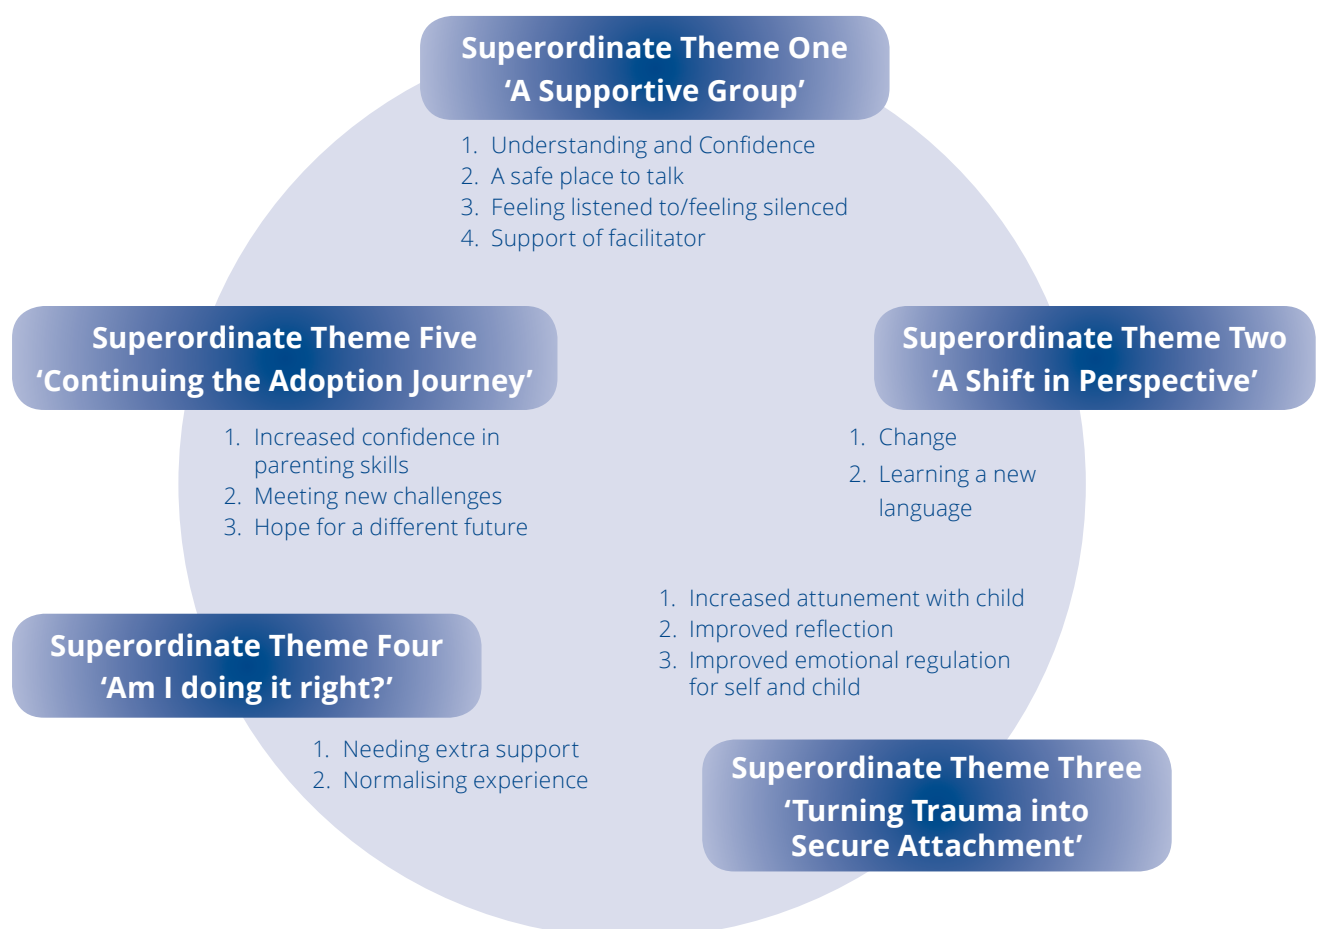 Superordinate Theme One
‘A Supportive Group’
1. Understanding and Confidence
2. A safe place to talk
3. Feeling listened to/feeling silenced
4. Support of facilitator
Superordinate Theme Two
‘A Shift in Perspective’
1. Change
2. Learning a new
language
1. Increased attunement with child
2. Improved reflection
3. Improved emotional regulation
for self and child
Superordinate Theme Three
‘Turning Trauma into
Secure Attachment’
Superordinate Theme Four
‘Am I doing it right?’
1. Needing extra support
2. Normalising experience
Superordinate Theme Five
‘Continuing the Adoption Journey’
1. Increased confidence in
parenting skills
2. Meeting new challenges
3. Hope for a different future